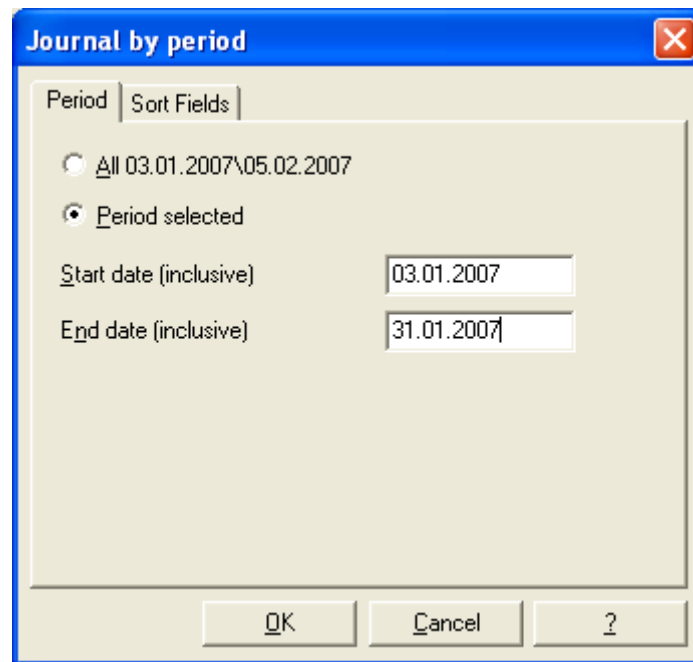 Journal by period
Period Sort Fields
All 03.01.2007\05.02.2007
Period selected
Start date (inclusive) 03.01.2007
End date (inclusive) 31.01.2007
OK Cancel ?